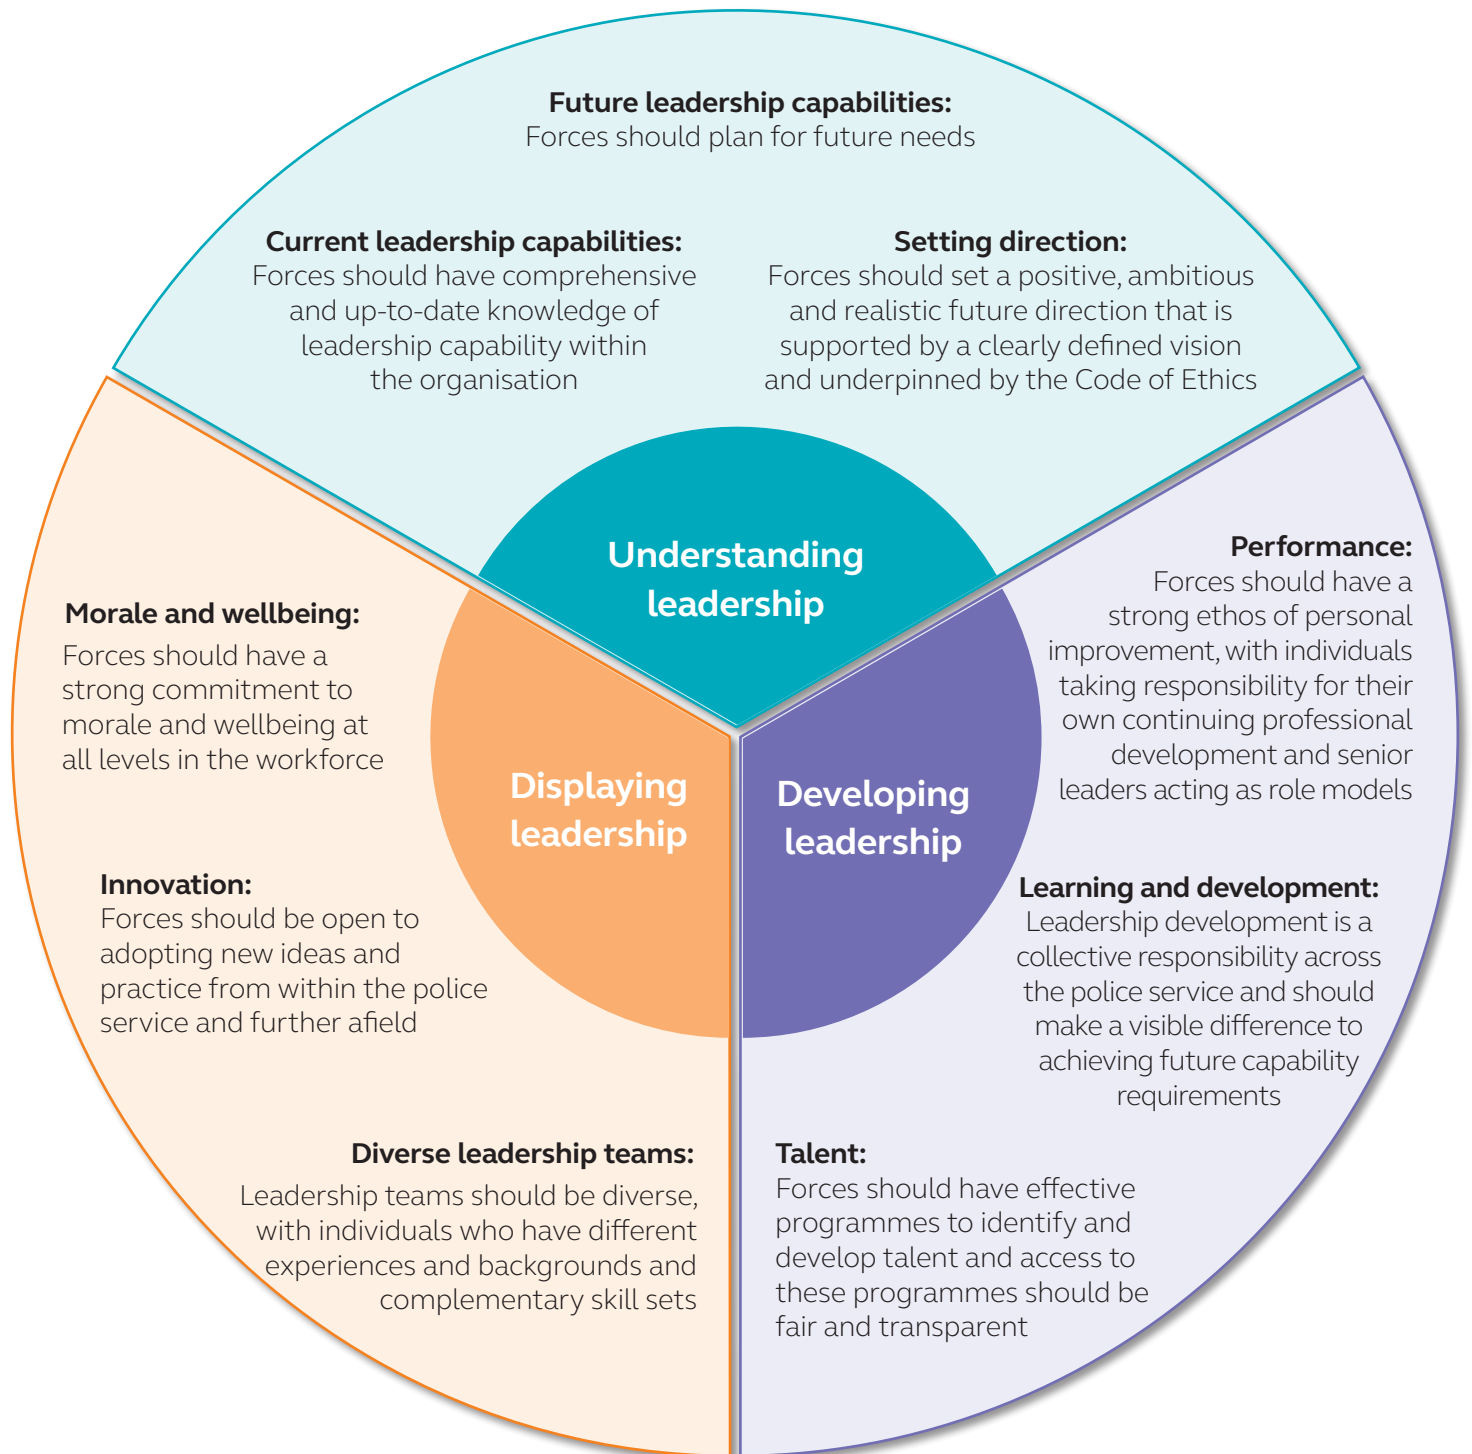 Future leadership capabilities:
Forces should plan for future needs
Current leadership capabilities:
Forces should have comprehensive
and up-to-date knowledge of
leadership capability within
the organisation
Setting direction:
Forces should set a positive, ambitious
and realistic future direction that is
supported by a clearly defined vision
and underpinned by the Code of Ethics
Understanding
leadership
Performance:
Forces should have a
strong ethos of personal
improvement, with individuals
taking responsibility for their
own continuing professional
development and senior
leaders acting as role models
Learning and development:
Leadership development is a
collective responsibility across
the police service and should
make a visible difference to
achieving future capability
requirements
Talent:
Forces should have effective
programmes to identify and
develop talent and access to
these programmes should be
fair and transparent
Developing
leadership
Displaying
leadership
Morale and wellbeing:
Forces should have a
strong commitment to
morale and wellbeing at
all levels in the workforce
Innovation:
Forces should be open to
adopting new ideas and
practice from within the police
service and further afield
Diverse leadership teams:
Leadership teams should be diverse,
with individuals who have different
experiences and backgrounds and
complementary skill sets